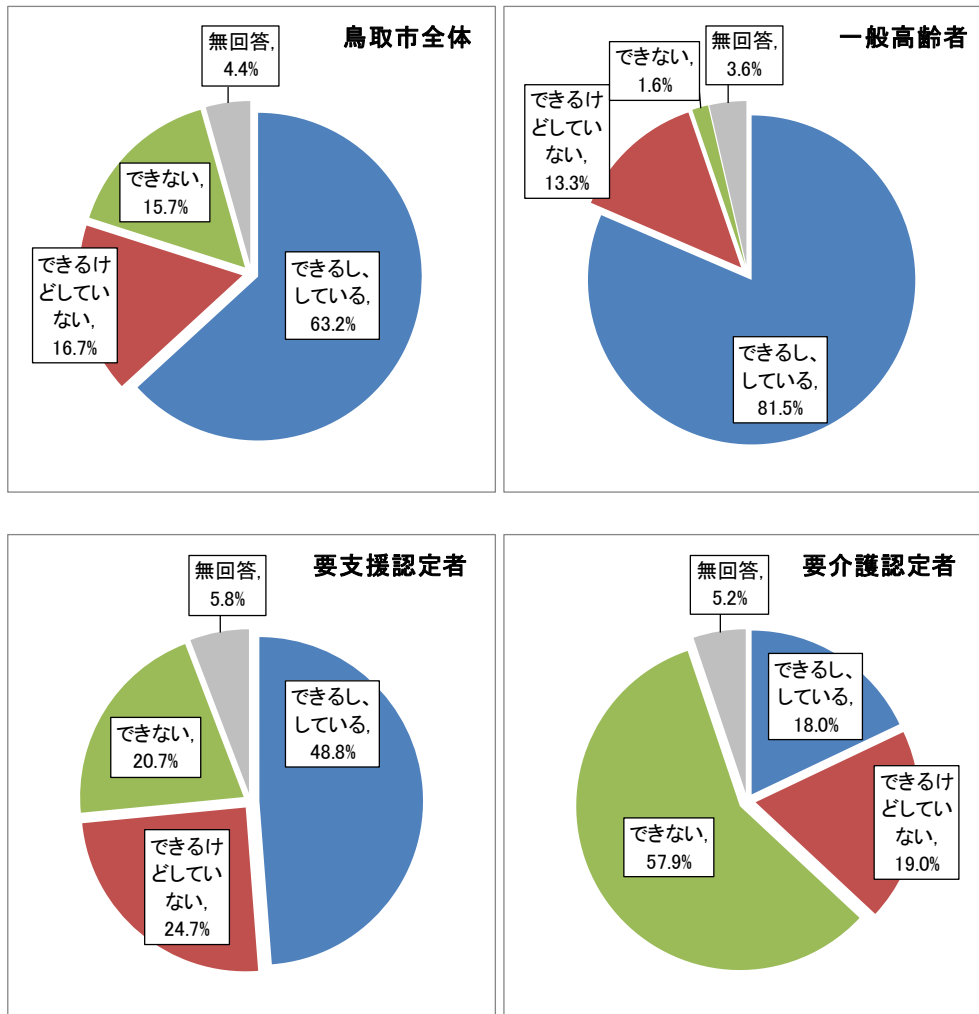 鳥取市全体
無回答,
4.4%
できない,
15.7%
できるけ
どしてい
ない,
16.7%
できるし、
している,
63.2%
一般高齢者
できない,
1.6%
無回答,
3.6%
できるけ
どしてい
ない,
13.3%
できるし、
している,
81.5%
要支援認定者
無回答,
5.8%
できるし、
している,
48.8%
できない,
20.7%
できるけ
どしてい
ない,
24.7%
要介護認定者
無回答,
5.2%
できるし、
している,
18.0%
できるけ
どしてい
ない,
19.0%
できない,
57.9%